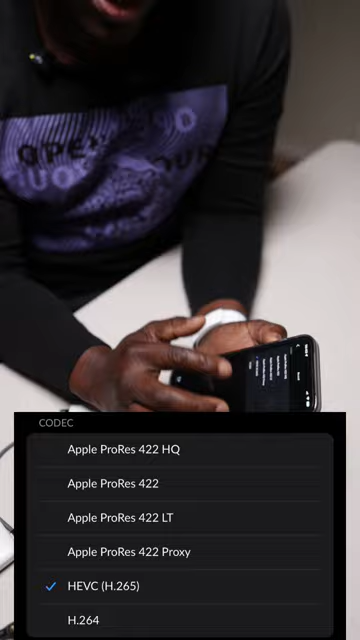 OPE
CODEC
Apple ProRes 422 HQ
Apple ProRes 422
Apple ProRes 422 LT
Apple ProRes 422 Proxy
HEVC (H.265)
H.264